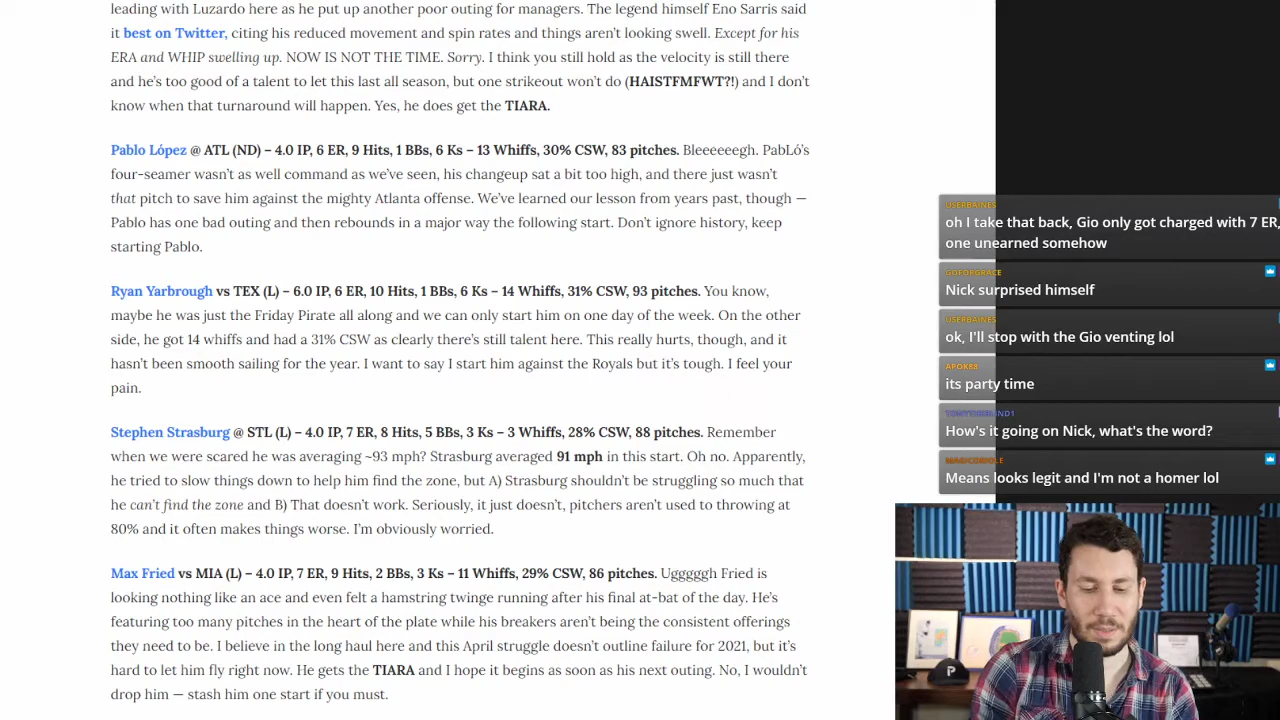 leading with Luzardo here as he put up another poor outing for managers. The legend himself Eno Sarris said
it best on Twitter, citing his reduced movement and spin rates and things aren't looking swell. Except for his
ERA and WHIP swelling up. NOW IS NOT THE TIME. Sorry. I think you still hold as the velocity is still there
and he's too good of a talent to let this last all season, but one strikeout won't do (HAISTFMFWT?!) and I don't
know when that turnaround will happen. Yes, he does get the TIARA.
Pablo López @ ATL (ND) – 4.0 IP, 6 ER, 9 Hits, 1 BBs, 6 Ks – 13 Whiffs, 30% CSW, 83 pitches. Bleeeeeegh. PabLó's
four-seamer wasn't as well command as we've seen, his changeup sat a bit too high, and there just wasn't
that pitch to save him against the mighty Atlanta offense. We've learned our lesson from years past, though —
Pablo has one bad outing and then rebounds in a major way the following start. Don't ignore history, keep
starting Pablo.
Ryan Yarbrough vs TEX (L) – 6.0 IP, 6 ER, 10 Hits, 1 BBs, 6 Ks – 14 Whiffs, 31% CSW, 93 pitches. You know,
maybe he was just the Friday Pirate all along and we can only start him on one day of the week. On the other
side, he got 14 whiffs and had a 31% CSW as clearly there's still talent here. This really hurts, though, and it
hasn't been smooth sailing for the year. I want to say I start him against the Royals but it's tough. I feel your
pain.
Stephen Strasburg @ STL (L) – 4.0 IP, 7 ER, 8 Hits, 5 BBs, 3 Ks – 3 Whiffs, 28% CSW, 88 pitches. Remember
when we were scared he was averaging ~93 mph? Strasburg averaged 91 mph in this start. Oh no. Apparently,
he tried to slow things down to help him find the zone, but A) Strasburg shouldn't be struggling so much that
he can't find the zone and B) That doesn't work. Seriously, it just doesn't, pitchers aren't used to throwing at
80% and it often makes things worse. I'm obviously worried.
Max Fried vs MIA (L) – 4.0 IP, 7 ER, 9 Hits, 2 BBs, 3 Ks – 11 Whiffs, 29% CSW, 86 pitches. Ugggggh Fried is
looking nothing like an ace and even felt a hamstring twinge running after his final at-bat of the day. He's
featuring too many pitches in the heart of the plate while his breakers aren't being the consistent offerings
they need to be. I believe in the long haul here and this April struggle doesn't outline failure for 2021, but it's
hard to let him fly right now. He gets the TIARA and I hope it begins as soon as his next outing. No, I wouldn't
drop him — stash him one start if you must.
USERBAINES
oh I take that back, Gio only got charged with 7 ER,
one unearned somehow
GOFORGRACE
Nick surprised himself
USERBAINES
ok, I'll stop with the Gio venting lol
APOK88
its party time
How's it going on Nick, what's the word?
Means looks legit and I'm not a homer lol
P